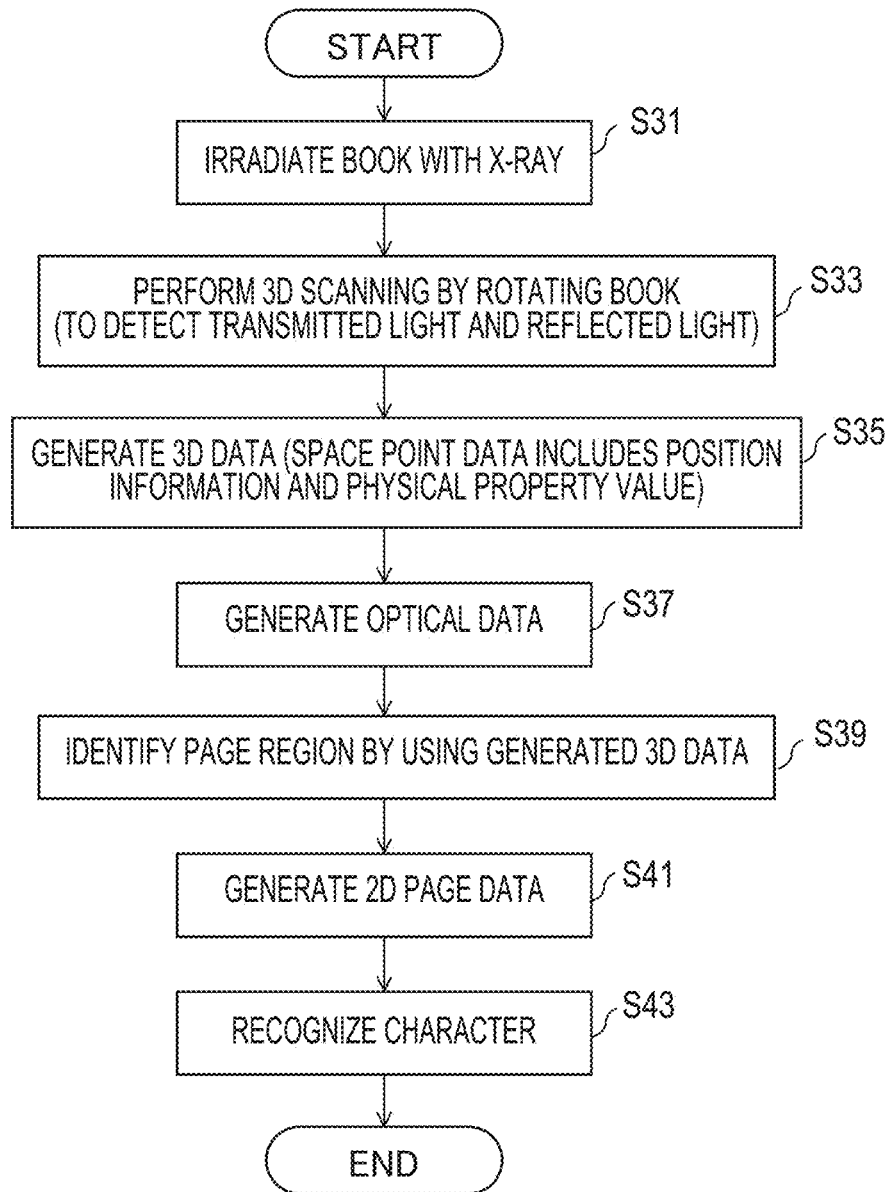 START
S31
IRRADIATE BOOK WITH X-RAY
S33
PERFORM 3D SCANNING BY ROTATING BOOK
(TO DETECT TRANSMITTED LIGHT AND REFLECTED LIGHT)
S35
GENERATE 3D DATA (SPACE POINT DATA INCLUDES POSITION
INFORMATION AND PHYSICAL PROPERTY VALUE)
S37
GENERATE OPTICAL DATA
S39
IDENTIFY PAGE REGION BY USING GENERATED 3D DATA
S41
GENERATE 2D PAGE DATA
S43
RECOGNIZE CHARACTER
END